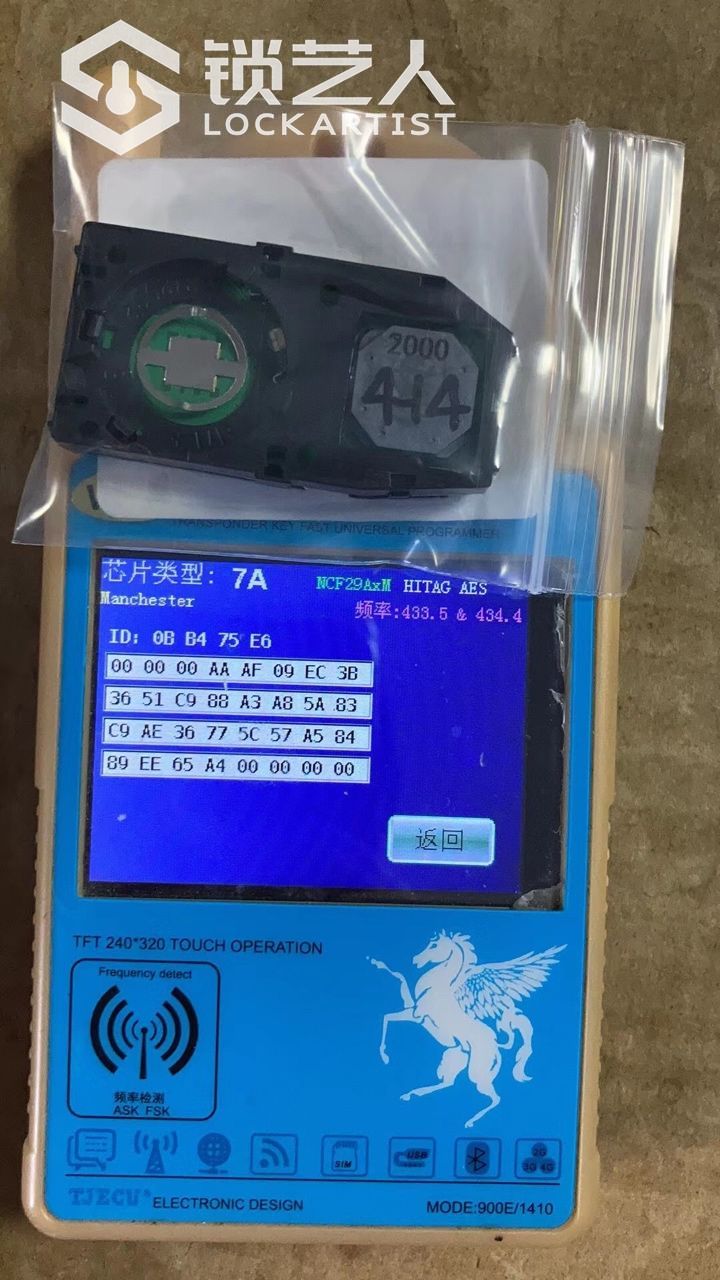 锁艺人
LOCKARTIST
2000
414
TRANSPONDER KEY FAST UNIVERSAL PROGRAMMER
芯片类型: 7A NCF29AxM HITAG AES
Manchester 频率:433.5 & 434.4
ID: 0B B4 75 E6
00 00 00 AA AF 09 EC 3B
36 51 C9 88 A3 A8 5A 83
C9 AE 36 77 5C 57 A5 84
89 EE 65 A4 00 00 00 00
返回
TFT 240*320 TOUCH OPERATION
Frequency detect
频率检测
ASK FSK
SIM
USB
2G
3G 4G
TJECU® ELECTRONIC DESIGN
MODE:900E/1410